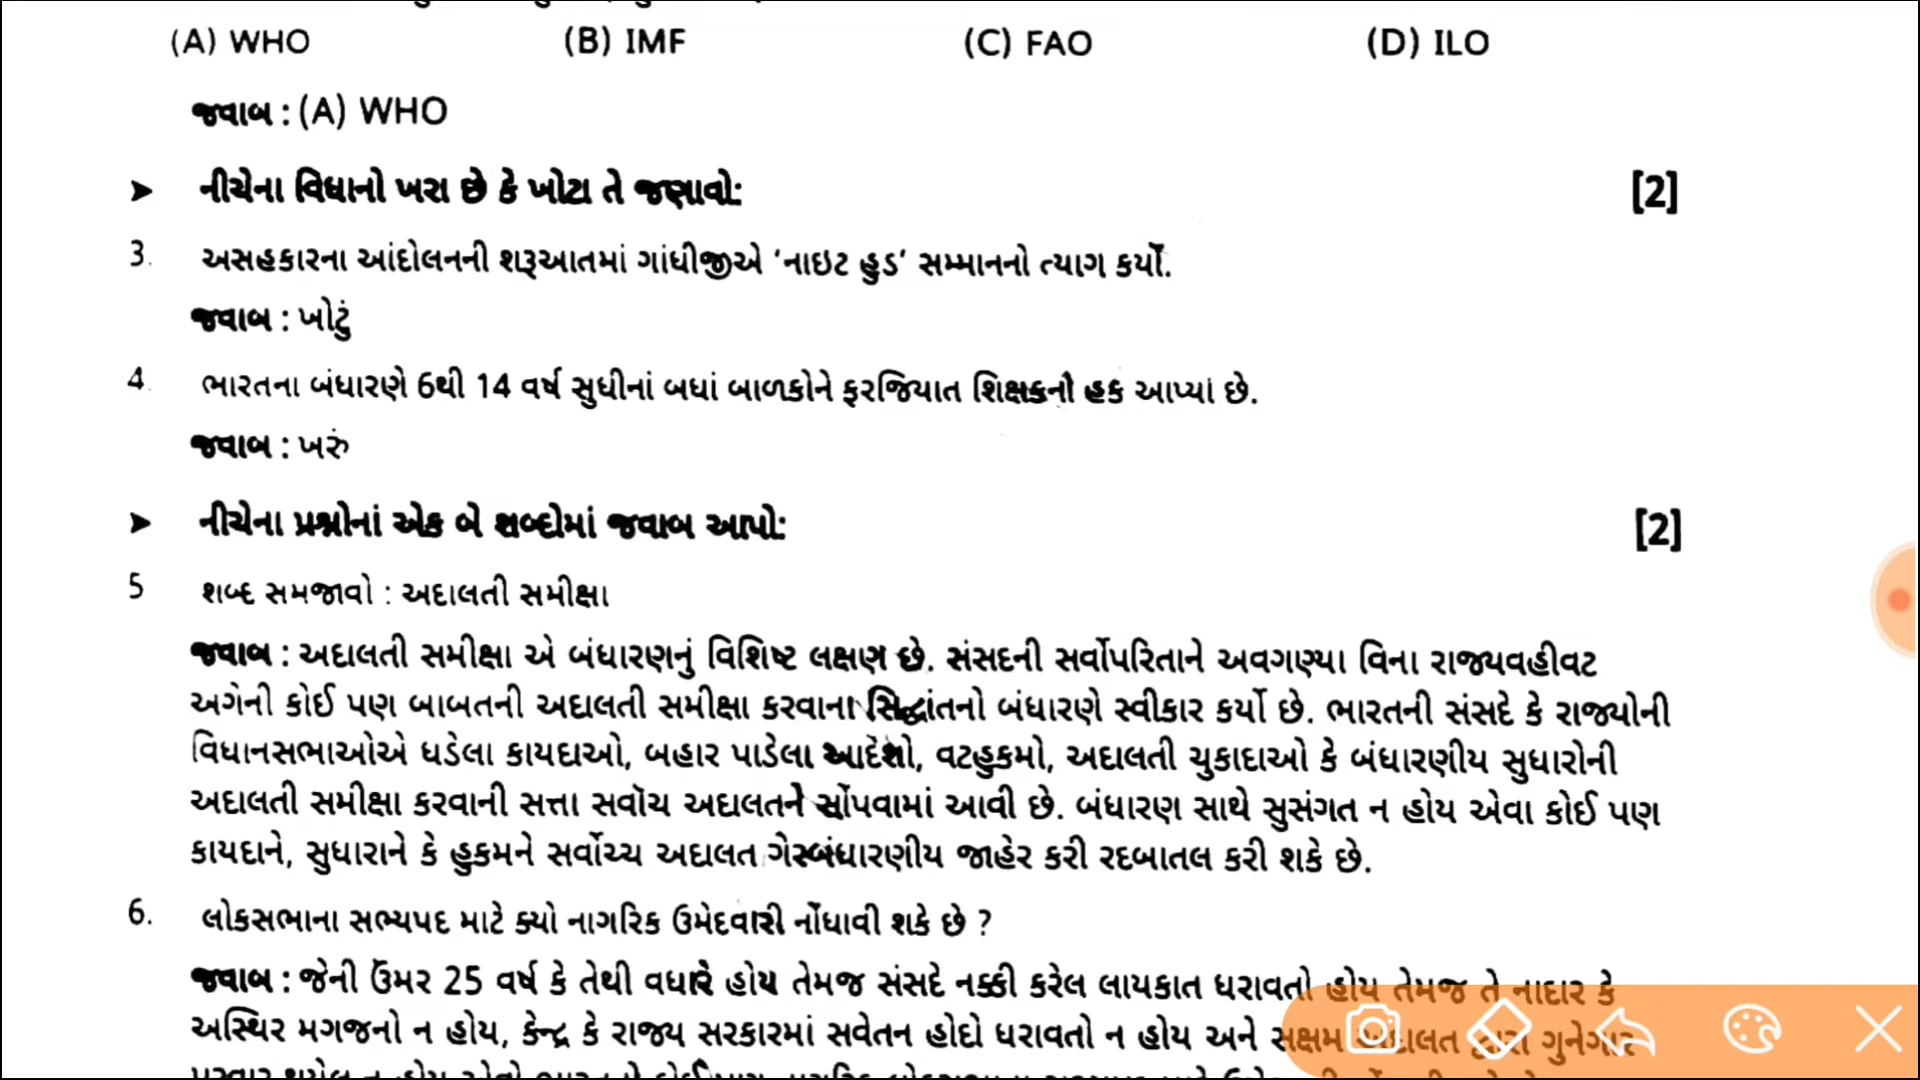 (A) WHO (B) IMF (C) FAO (D) ILO
જવાબ : (A) WHO
➤ નીચેના વિધાનો ખરા છે કે ખોટા તે જણાવો: [2]
3. અસહકારના આંદોલનની શરૂઆતમાં ગાંધીજીએ ‘નાઇટ હુડ’ સમ્માનનો ત્યાગ કર્યો.
જવાબ : ખોટું
4. ભારતના બંધારણે 6થી 14 વર્ષ સુધીનાં બધાં બાળકોને ફરજિયાત શિક્ષકનો હક આપ્યા છે.
જવાબ : ખરું
➤ નીચેના પ્રશ્નોનાં એક બે શબ્દોમાં જવાબ આપો: [2]
5 શબ્દ સમજાવો : અદાલતી સમીક્ષા
જવાબ : અદાલતી સમીક્ષા એ બંધારણનું વિશિષ્ટ લક્ષણ છે. સંસદની સર્વોપરિતાને અવગણ્યા વિના રાજ્યવહીવટ
અગેની કોઈ પણ બાબતની અદાલતી સમીક્ષા કરવાના સિદ્ધાંતનો બંધારણે સ્વીકાર કર્યો છે. ભારતની સંસદે કે રાજ્યોની
વિધાનસભાઓએ ઘડેલા કાયદાઓ, બહાર પાડેલા આદેશો, વટહુકમો, અદાલતી ચુકાદાઓ કે બંધારણીય સુધારોની
અદાલતી સમીક્ષા કરવાની સત્તા સર્વોચ અદાલતને સોંપવામાં આવી છે. બંધારણ સાથે સુસંગત ન હોય એવા કોઈ પણ
કાયદાને, સુધારાને કે હુકમને સર્વોચ્ચ અદાલત ગેરબંધારણીય જાહેર કરી રદબાતલ કરી શકે છે.
6. લોકસભાના સભ્યપદ માટે ક્યો નાગરિક ઉમેદવારી નોંધાવી શકે છે ?
જવાબ : જેની ઉંમર 25 વર્ષ કે તેથી વધારે હોય તેમજ સંસદે નક્કી કરેલ લાયકાત ધરાવતો હોય તેમજ તે નાદાર કે
અસ્થિર મગજનો ન હોય, કેન્દ્ર કે રાજ્ય સરકારમાં સવેતન હોદો ધરાવતો ન હોય અને સક્ષમ અદાલત દ્વારા ગુનેગાર